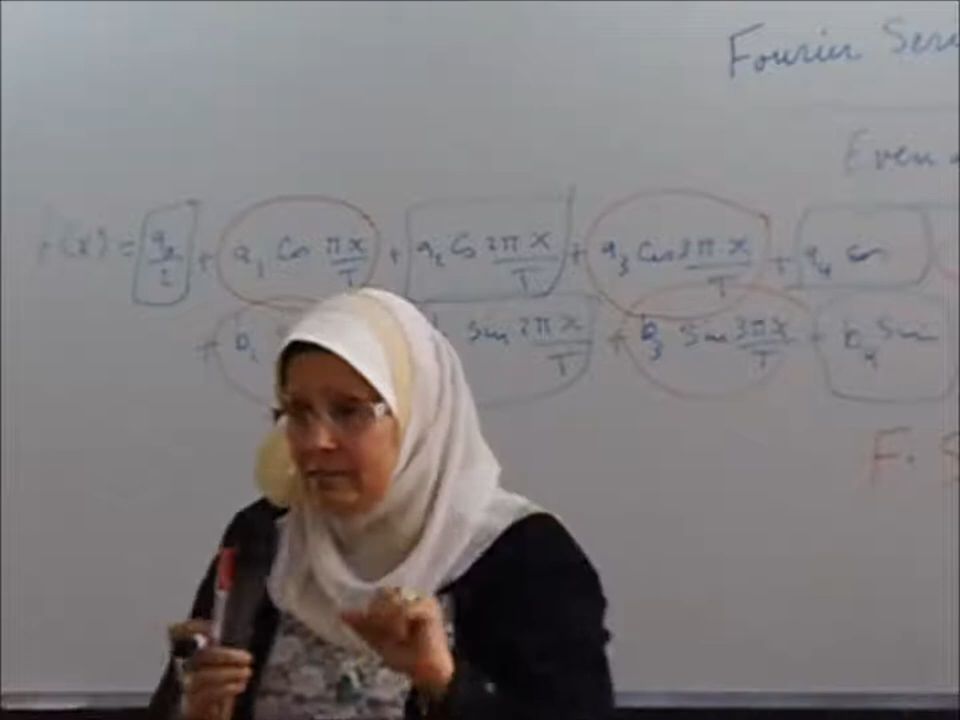 Fourier Seri
Even
f(x) = a₀/2 + a₁ Cos πx/T + a₂ Cos 2πx/T + a₃ Cos 3πx/T + a₄ cos
+ b₁ Sin 2πx/T + b₃ Sin 3πx/T + b₄ Sin
F. S